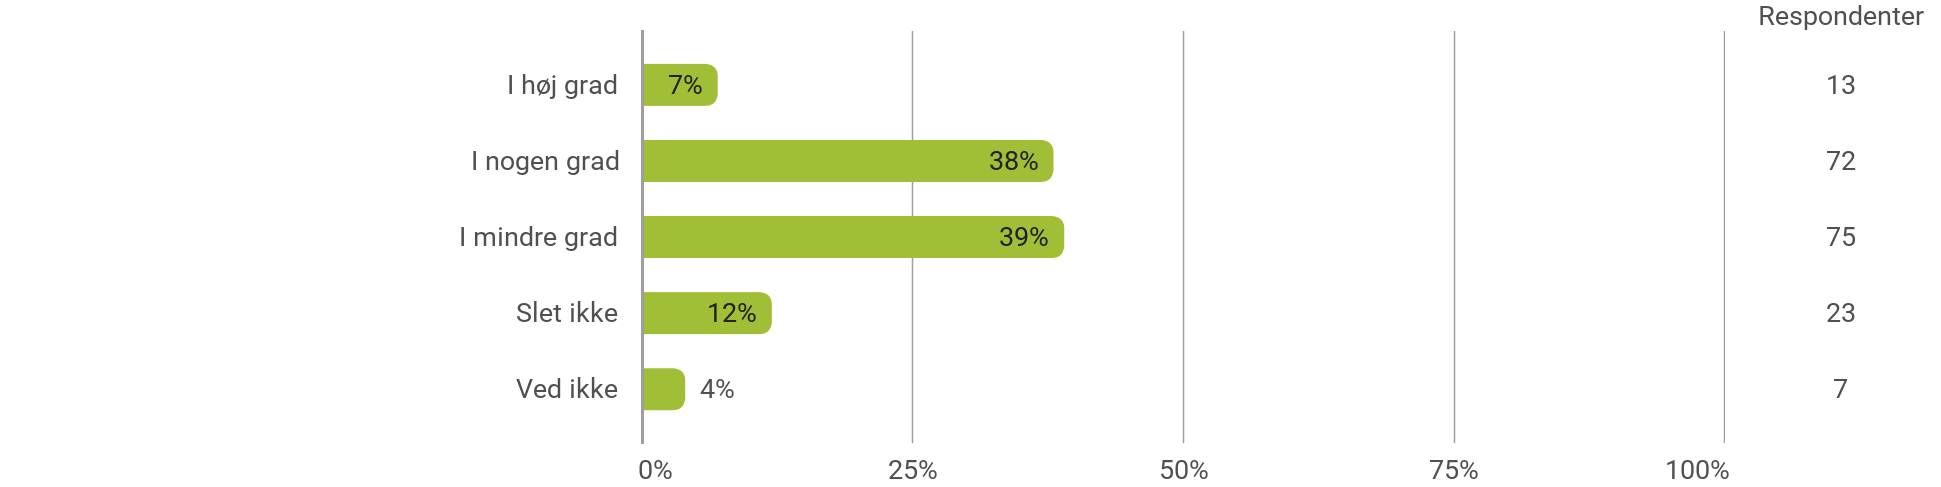 Respondenter
I høj grad 7% 13
I nogen grad 38% 72
I mindre grad 39% 75
Slet ikke 12% 23
Ved ikke 4% 7
0% 25% 50% 75% 100%